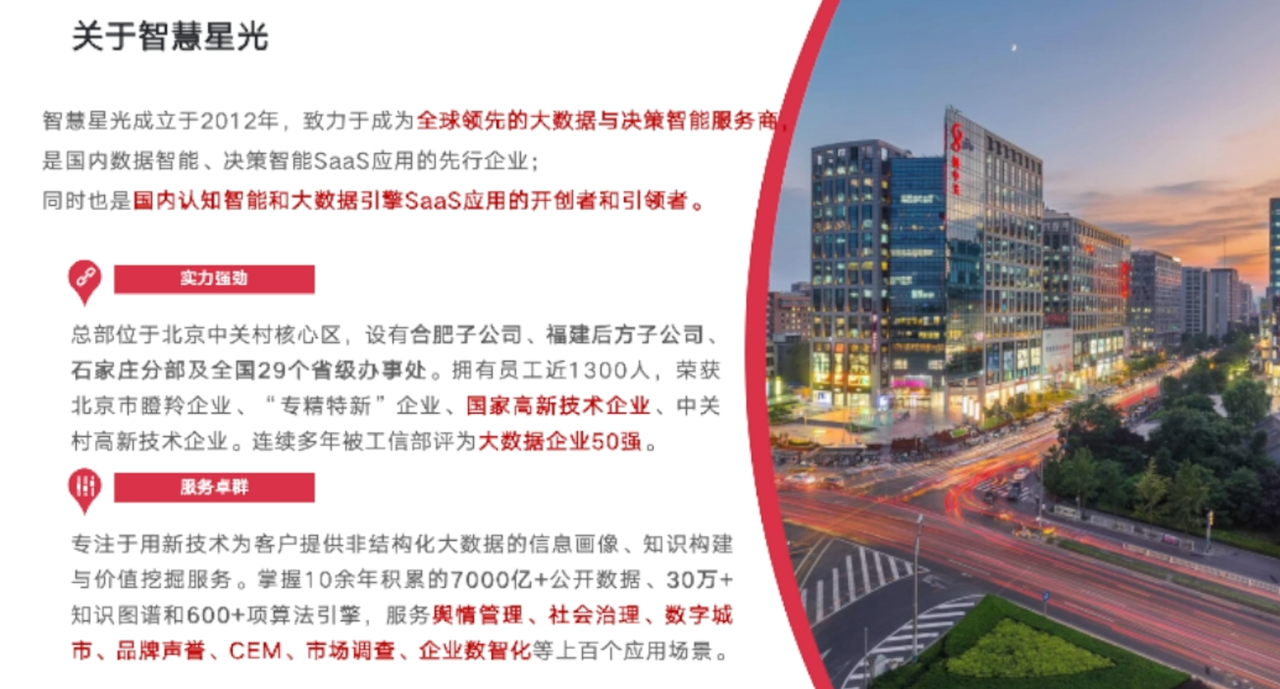 关于智慧星光
智慧星光成立于2012年，致力于成为全球领先的大数据与决策智能服务商，
是国内数据智能、决策智能SaaS应用的先行企业；
同时也是国内认知智能和大数据引擎SaaS应用的开创者和引领者。
实力强劲
总部位于北京中关村核心区，设有合肥子公司、福建后方子公司、
石家庄分部及全国29个省级办事处。拥有员工近1300人，荣获
北京市瞪羚企业、“专精特新”企业、国家高新技术企业、中关
村高新技术企业。连续多年被工信部评为大数据企业50强。
服务卓群
专注于用新技术为客户提供非结构化大数据的信息画像、知识构建
与价值挖掘服务。掌握10余年积累的7000亿+公开数据、30万+
知识图谱和600+项算法引擎，服务舆情管理、社会治理、数字城
市、品牌声誉、CEM、市场调查、企业数智化等上百个应用场景。